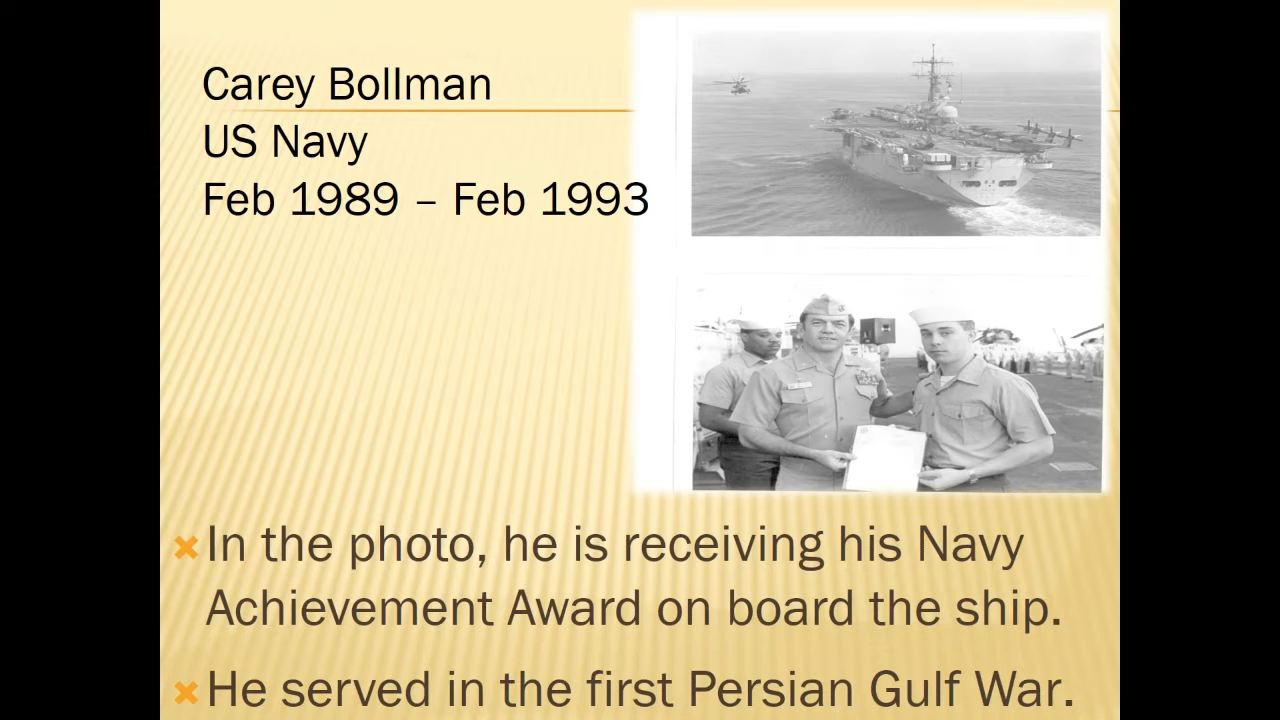 Carey Bollman
US Navy
Feb 1989 – Feb 1993
In the photo, he is receiving his Navy
Achievement Award on board the ship.
He served in the first Persian Gulf War.